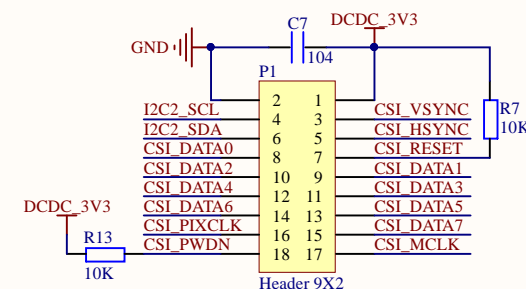 C7
DCDC_3V3
GND
104
P1
2 1
I2C2_SCL 4 3 CSI_VSYNC
I2C2_SDA 6 5 CSI_HSYNC
CSI_DATA0 8 7 CSI_RESET
R7
10K
CSI_DATA2 10 9 CSI_DATA1
CSI_DATA4 12 11 CSI_DATA3
CSI_DATA6 14 13 CSI_DATA5
CSI_PIXCLK 16 15 CSI_DATA7
CSI_PWDN 18 17 CSI_MCLK
DCDC_3V3
R13
10K
Header 9X2